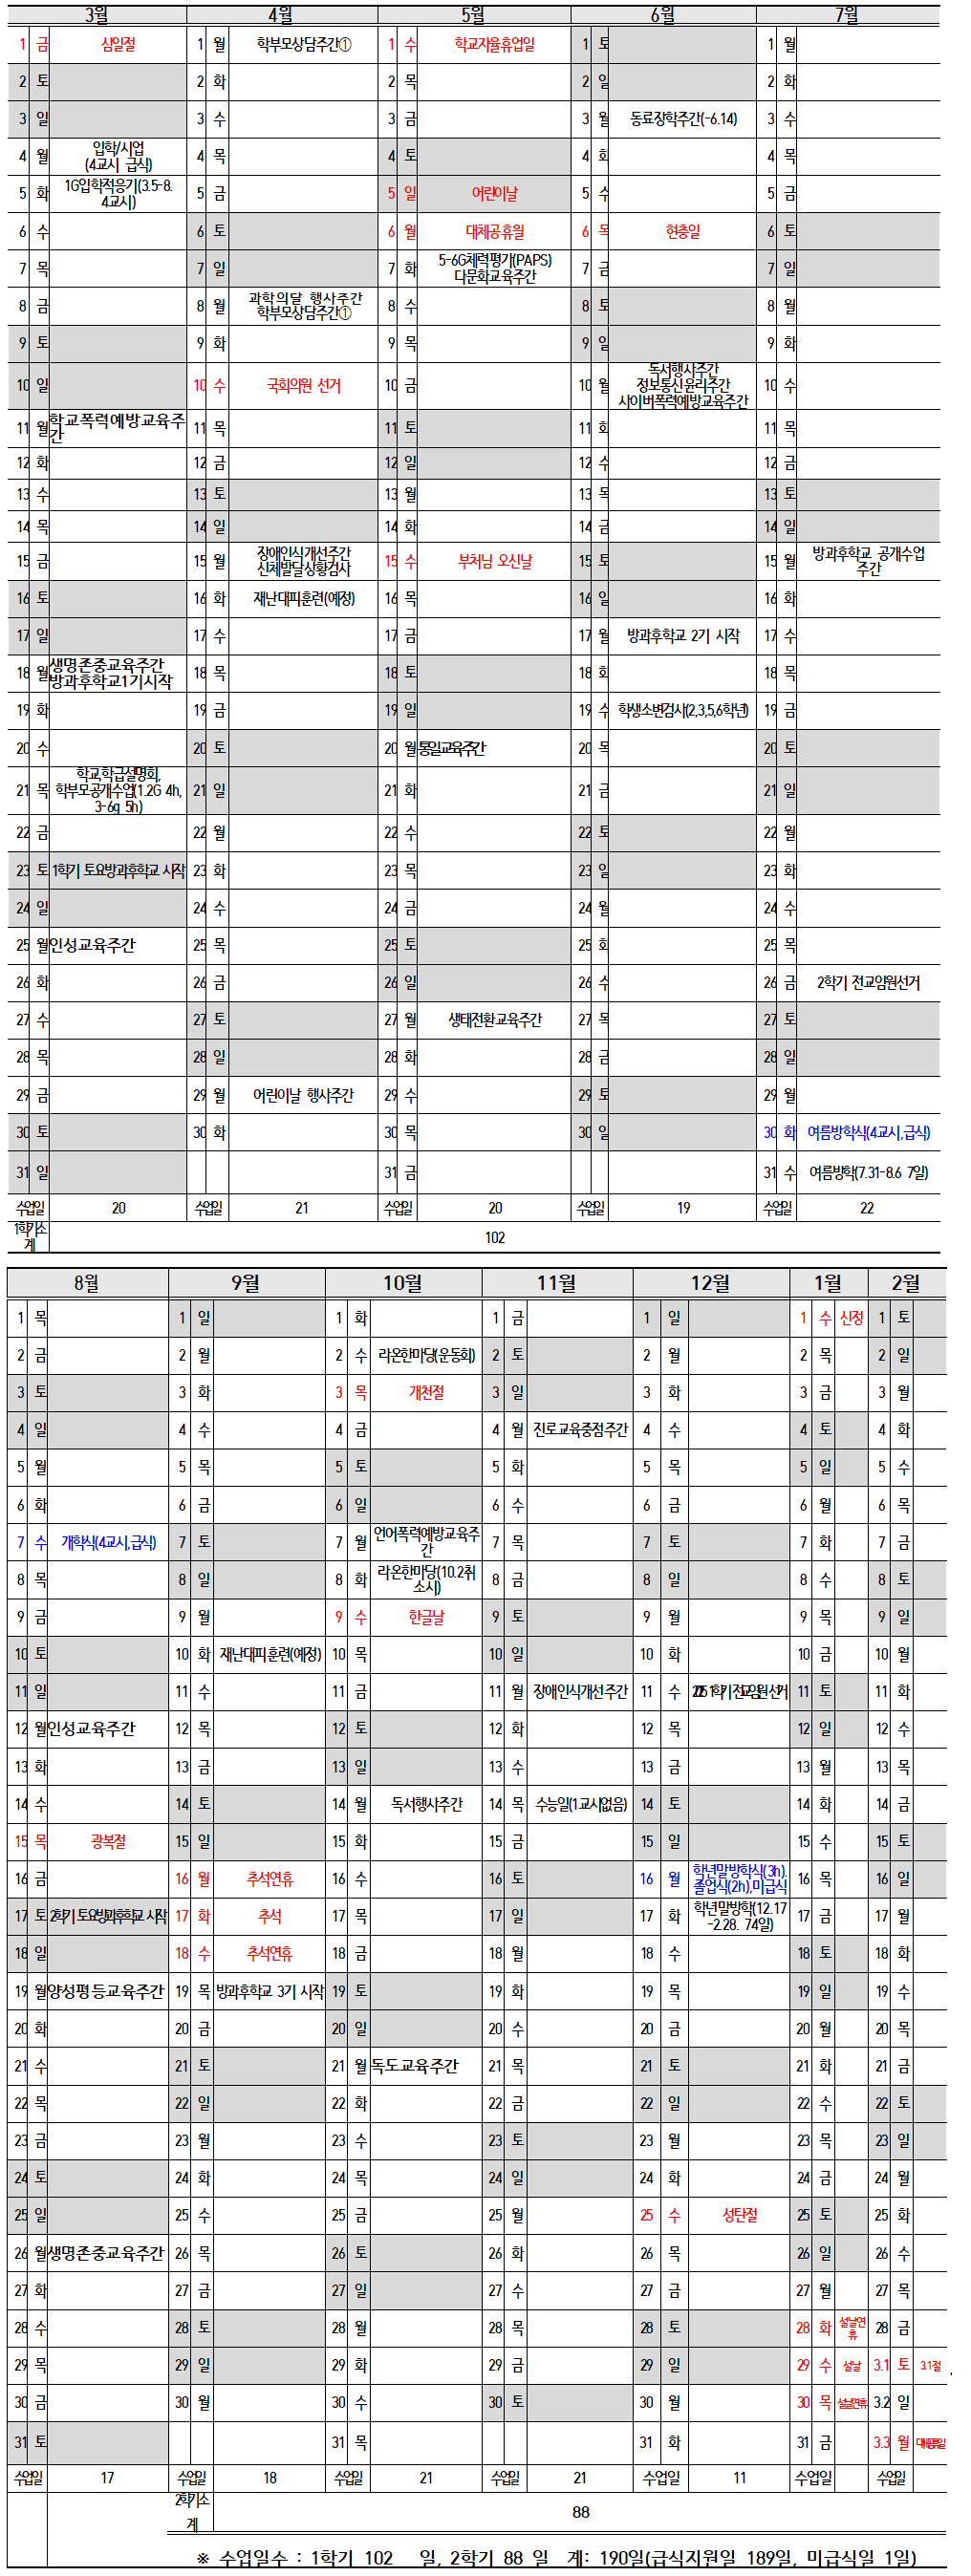 3월 4월 5월 6월 7월
1 금 삼일절 1 월 학부모상담주간① 1 수 학교자율휴업일 1 토 1 월
2 토 2 화 2 목 2 일 2 화
3 일 3 수 3 금 3 월 동료장학주간(-6.14) 3 수
4 월 입학/시업 (4교시 급식) 4 목 4 토 4 화 4 목
5 화 1G입학적응기(3.5-8. 4교시) 5 금 5 일 어린이날 5 수 5 금
6 수 6 토 6 월 대체공휴일 6 목 현충일 6 토
7 목 7 일 7 화 5-6G체력평가(PAPS) 다문화교육주간 7 금 7 일
8 금 8 월 과학의달 행사주간 학부모상담주간① 8 수 8 토 8 월
9 토 9 화 9 목 9 일 9 화
10 일 10 수 국회의원 선거 10 금 10 월 독서행사주간 정보통신윤리주간 사이버폭력예방교육주간 10 수
11 월 학교폭력예방교육주간 11 목 11 토 11 화 11 목
12 화 12 금 12 일 12 수 12 금
13 수 13 토 13 월 13 목 13 토
14 목 14 일 14 화 14 금 14 일
15 금 15 월 장애인식개선주간 신체발달상황검사 15 수 부처님 오신날 15 토 15 월 방과후학교 공개수업 주간
16 토 16 화 재난대피훈련(예정) 16 목 16 일 16 화
17 일 17 수 17 금 17 월 방과후학교 2기 시작 17 수
18 월 생명존중교육주간 방과후학교1기시작 18 목 18 토 18 화 18 목
19 화 19 금 19 일 19 수 학생소변검사(2,3,5,6학년) 19 금
20 수 20 토 20 월 통일교육주간 20 목 20 토
21 목 학교,학급설명회, 학부모공개수업(1.2G 4h, 3-6g 5h) 21 일 21 화 21 금 21 일
22 금 22 월 22 수 22 토 22 월
23 토 1학기 토요방과후학교 시작 23 화 23 목 23 일 23 화
24 일 24 수 24 금 24 월 24 수
25 월 인성교육주간 25 목 25 토 25 화 25 목
26 화 26 금 26 일 26 수 26 금 2학기 전교임원선거
27 수 27 토 27 월 생태전환교육주간 27 목 27 토
28 목 28 일 28 화 28 금 28 일
29 금 29 월 어린이날 행사주간 29 수 29 토 29 월
30 토 30 화 30 목 30 일 30 화 여름방학식(4교시,급식)
31 일 31 금 31 수 여름방학(7.31-8.6 7일)
수업일 20 수업일 21 수업일 20 수업일 19 수업일 22
1학기소계 102
8월 9월 10월 11월 12월 1월 2월
1 목 1 일 1 화 1 금 1 일 1 수 신정 1 토
2 금 2 월 2 수 라온한마당(운동회) 2 토 2 월 2 목 2 일
3 토 3 화 3 목 개천절 3 일 3 화 3 금 3 월
4 일 4 수 4 금 4 월 진로교육중점주간 4 수 4 토 4 화
5 월 5 목 5 토 5 화 5 목 5 일 5 수
6 화 6 금 6 일 6 수 6 금 6 월 6 목
7 수 개학식(4교시,급식) 7 토 7 월 언어폭력예방교육주간 7 목 7 토 7 화 7 금
8 목 8 일 8 화 라온한마당(10.2취소시) 8 금 8 일 8 수 8 토
9 금 9 월 9 수 한글날 9 토 9 월 9 목 9 일
10 토 10 화 재난대피훈련(예정) 10 목 10 일 10 화 10 금 10 월
11 일 11 수 11 금 11 월 장애인식개선주간 11 수 11 토 11 화
12 월 인성교육주간 12 목 12 토 12 화 12 목 12 일 12 수
13 화 13 금 13 일 13 수 13 금 13 월 13 목
14 수 14 토 14 월 독서행사주간 14 목 수능일(1교시없음) 14 토 14 화 14 금
15 목 광복절 15 일 15 화 15 금 15 일 15 수 15 토
16 금 16 월 추석연휴 16 수 16 토 16 월 학년말방학식(3h). 졸업식(2h),미급식 16 목 16 일
17 토 2학기 토요방과후학교 시작 17 화 추석 17 목 17 일 17 화 학년말방학(12.17 -2.28. 74일) 17 금 17 월
18 일 18 수 추석연휴 18 금 18 월 18 수 18 토 18 화
19 월 양성평등교육주간 19 목 방과후학교 3기 시작 19 토 19 화 19 목 19 일 19 수
20 화 20 금 20 일 20 수 20 금 20 월 20 목
21 수 21 토 21 월 독도교육주간 21 목 21 토 21 화 21 금
22 목 22 일 22 화 22 금 22 일 22 수 22 토
23 금 23 월 23 수 23 토 23 월 23 목 23 일
24 토 24 화 24 목 24 일 24 화 24 금 24 월
25 일 25 수 25 금 25 월 25 수 성탄절 25 토 25 화
26 월 생명존중교육주간 26 목 26 토 26 화 26 목 26 일 26 수
27 화 27 금 27 일 27 수 27 금 27 월 27 목
28 수 28 토 28 월 28 목 28 토 28 화 설날연휴 28 금
29 목 29 일 29 화 29 금 29 일 29 수 설날 3.1 토 3.1절
30 금 30 월 30 수 30 토 30 월 30 목 설날연휴 3.2 일
31 토 31 목 31 화 31 금 3.3 월
수업일 17 수업일 18 수업일 21 수업일 21 수업일 11 수업일 수업일
2학기소계 88
※ 수업일수 : 1학기 102 일, 2학기 88 일 계: 190일(급식지원일 189일, 미급식일 1일)